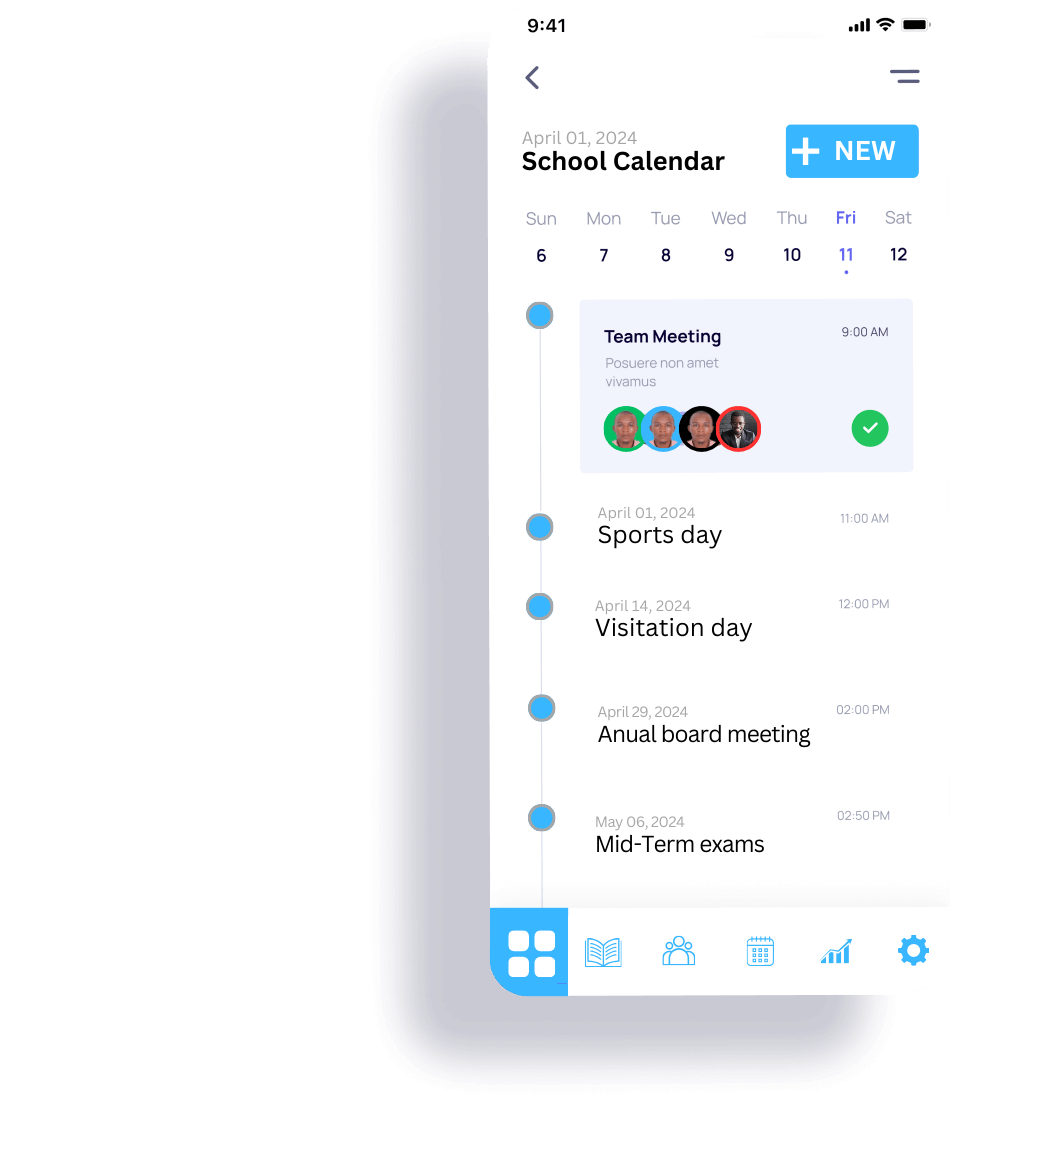 9:41
April 01, 2024
School Calendar
NEW
Sun Mon Tue Wed Thu Fri Sat
6 7 8 9 10 11 12
Team Meeting 9:00 AM
Posuere non amet
vivamus
April 01, 2024 11:00 AM
Sports day
April 14, 2024 12:00 PM
Visitation day
April 29, 2024 02:00 PM
Anual board meeting
May 06, 2024 02:50 PM
Mid-Term exams